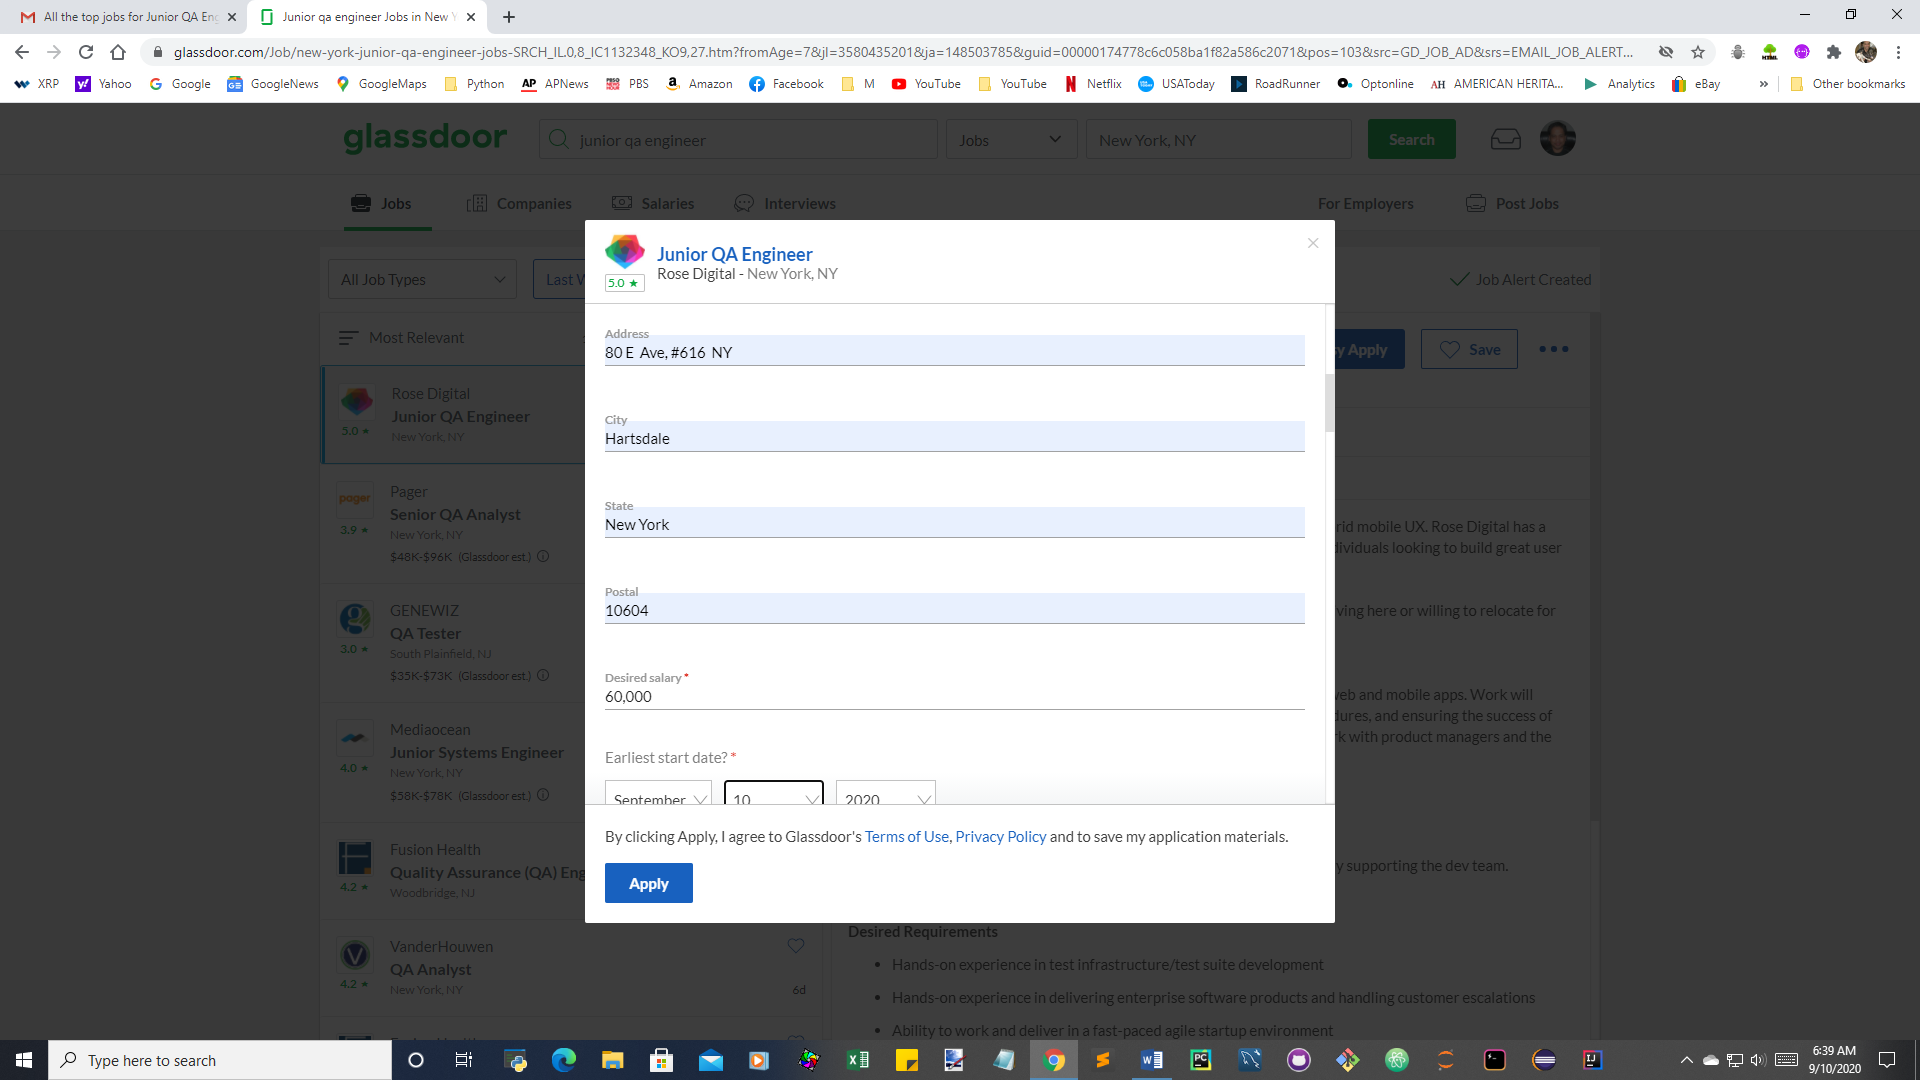 All the top jobs for Junior QA Eng
Junior qa engineer Jobs in New Y
glassdoor.com/Job/new-york-junior-qa-engineer-jobs-SRCH_IL.0,8_IC1132348_KO9,27.htm?fromAge=7&jl=3580435201&ja=148503785&guid=00000174778c6c058ba1f82a586c2071&pos=103&src=GD_JOB_AD&srs=EMAIL_JOB_ALERT...
XRP Yahoo Google GoogleNews GoogleMaps Python AP APNews PBS Amazon Facebook M YouTube YouTube Netflix USAToday RoadRunner Optonline AH AMERICAN HERITA... Analytics eBay » Other bookmarks
glassdoor
junior qa engineer
Jobs
New York, NY
Search
Jobs
Companies
Salaries
Interviews
For Employers
Post Jobs
All Job Types
Last W
Job Alert Created
Most Relevant
Rose Digital
Junior QA Engineer
New York, NY
5.0 ★
Pager
pager
Senior QA Analyst
New York, NY
3.9 ★
$48K-$96K (Glassdoor est.)
GENEWIZ
QA Tester
South Plainfield, NJ
3.0 ★
$35K-$73K (Glassdoor est.)
Mediaocean
Junior Systems Engineer
New York, NY
4.0 ★
$58K-$78K (Glassdoor est.)
Fusion Health
Quality Assurance (QA) Eng
Woodbridge, NJ
4.2 ★
VanderHouwen
QA Analyst
New York, NY
4.2 ★
6d
Junior QA Engineer
Rose Digital - New York, NY
5.0 ★
Address
80 E Ave, #616 NY
City
Hartsdale
State
New York
Postal
10604
Desired salary *
60,000
Earliest start date? *
September
10
2020
By clicking Apply, I agree to Glassdoor's Terms of Use, Privacy Policy and to save my application materials.
Apply
y Apply
Save
rid mobile UX. Rose Digital has a
dividuals looking to build great user
ving here or willing to relocate for
web and mobile apps. Work will
dures, and ensuring the success of
rk with product managers and the
y supporting the dev team.
Desired Requirements
• Hands-on experience in test infrastructure/test suite development
• Hands-on experience in delivering enterprise software products and handling customer escalations
• Ability to work and deliver in a fast-paced agile startup environment
Type here to search
6:39 AM
9/10/2020